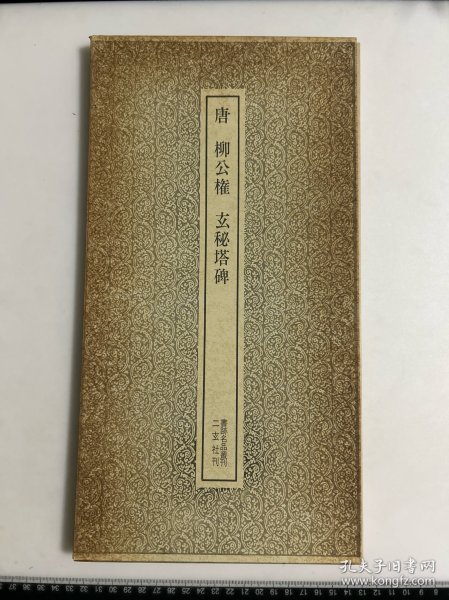 唐 柳公権 玄秘塔碑
書跡名品叢刊
二玄社刊
孔夫子旧书网
www.kongfz.com